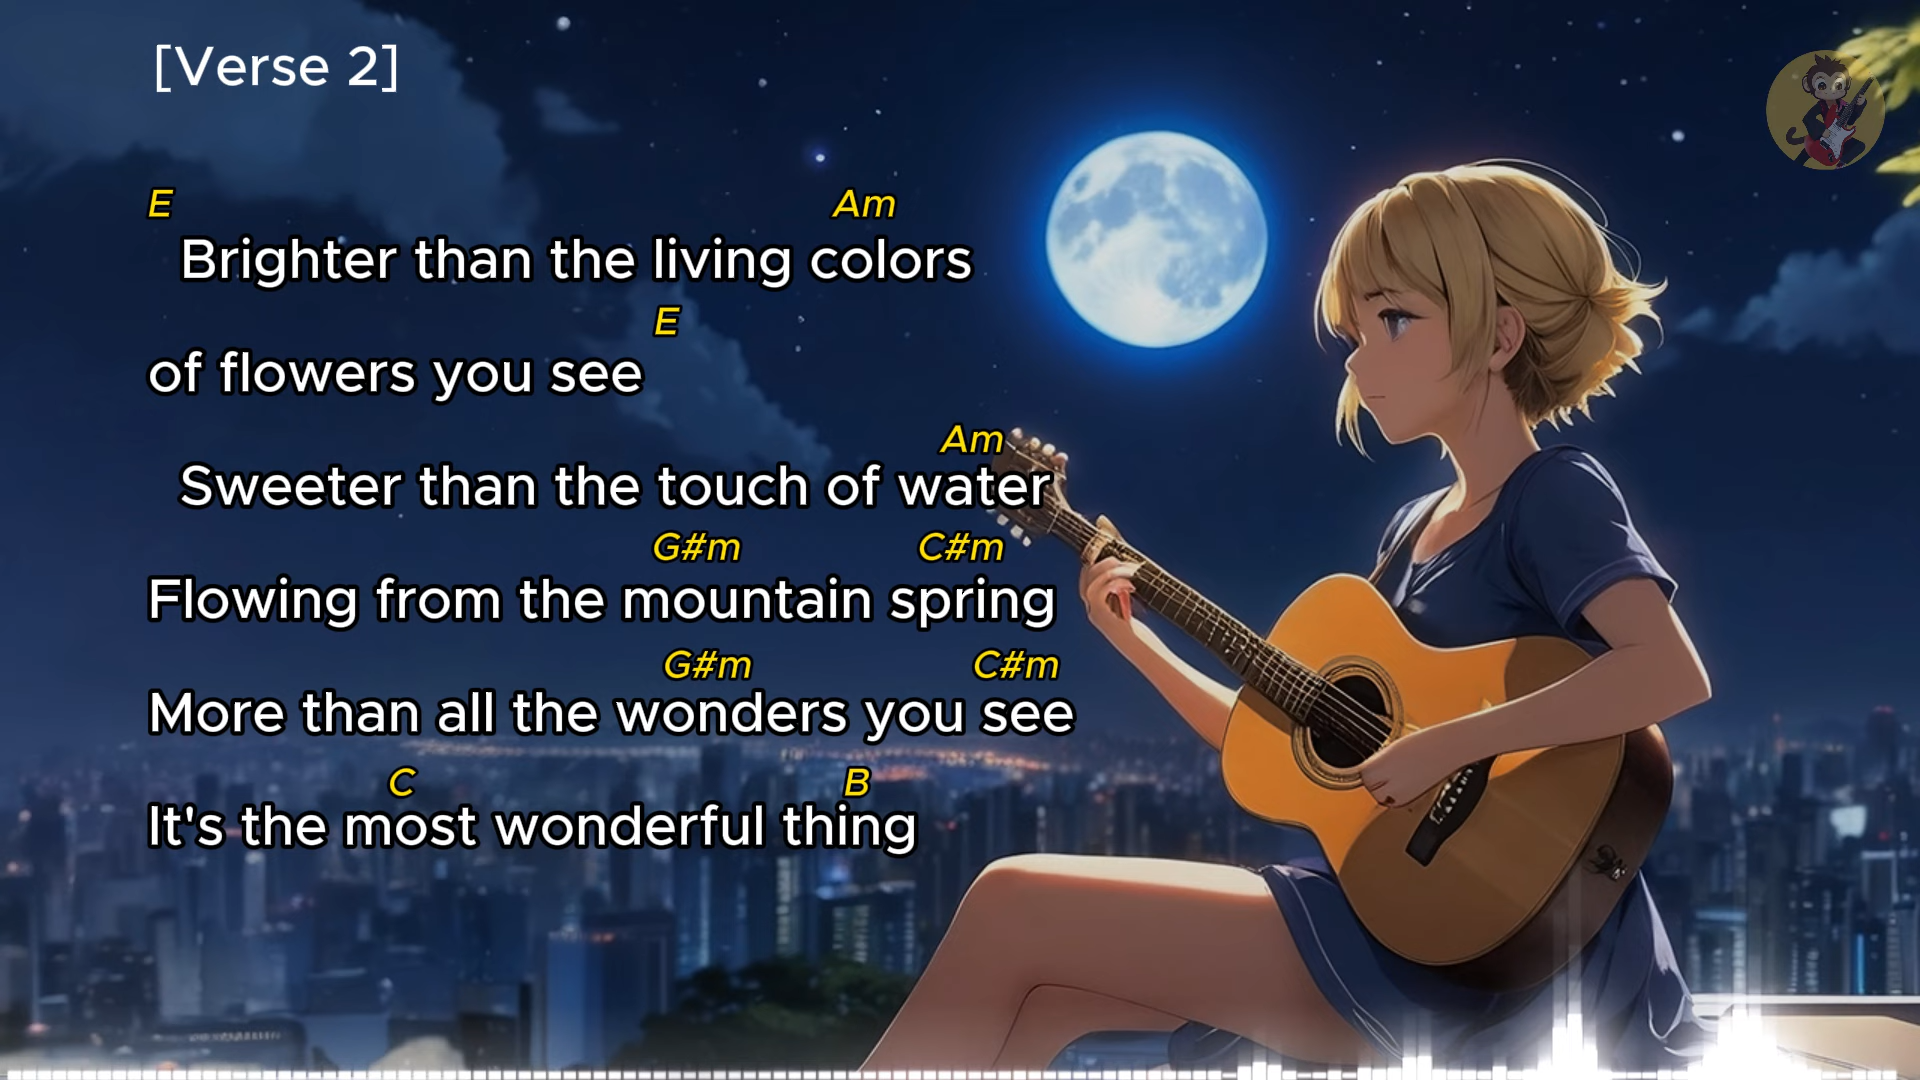 [Verse 2]
E Am
Brighter than the living colors
E
of flowers you see
Am
Sweeter than the touch of water
G#m C#m
Flowing from the mountain spring
G#m C#m
More than all the wonders you see
C B
It's the most wonderful thing